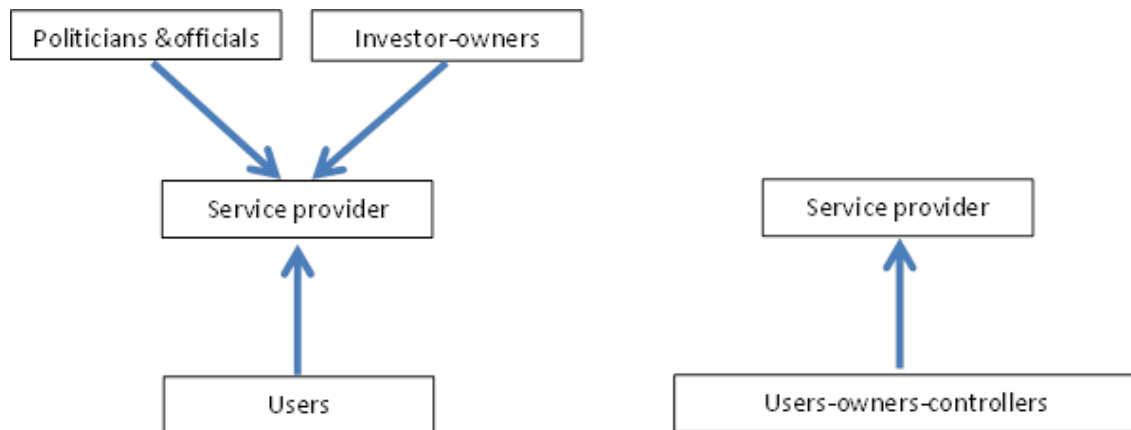 Politicians &officials
Investor-owners
Service provider
Service provider
Users
Users-owners-controllers